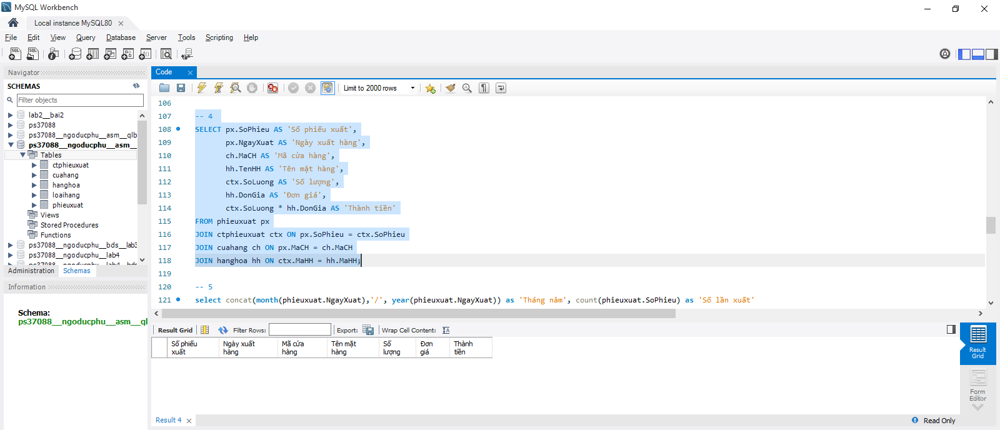 MySQL Workbench
Local instance MySQL80
File Edit View Query Database Server Tools Scripting Help
Navigator
SCHEMAS
Filter objects
lab2__bai2
ps37088
ps37088__ngoducphu__asm__qlb
ps37088__ngoducphu__asm__
Tables
ctphieuxuat
cuahang
hanghoa
loaihang
phieuxuat
Views
Stored Procedures
Functions
ps37088__ngoducphu__bds__lab3
ps37088__ngoducphu__lab4
ps37088__ngoducphu__lab4__bds
Administration Schemas
Information
Schema:
ps37088__ngoducphu__asm__ql
Code
Limit to 2000 rows
106
107 -- 4
108 SELECT px.SoPhieu AS 'Số phiếu xuất',
109 px.NgayXuat AS 'Ngày xuất hàng',
110 ch.MaCH AS 'Mã cửa hàng',
111 hh.TenHH AS 'Tên mặt hàng',
112 ctx.SoLuong AS 'Số lượng',
113 hh.DonGia AS 'Đơn giá',
114 ctx.SoLuong * hh.DonGia AS 'Thành tiền'
115 FROM phieuxuat px
116 JOIN ctphieuxuat ctx ON px.SoPhieu = ctx.SoPhieu
117 JOIN cuahang ch ON px.MaCH = ch.MaCH
118 JOIN hanghoa hh ON ctx.MaHH = hh.MaHH;
119
120 -- 5
121 select concat(month(phieuxuat.NgayXuat),'/', year(phieuxuat.NgayXuat)) as 'Tháng năm', count(phieuxuat.SoPhieu) as 'Số lần xuất'
Result Grid Filter Rows: Export: Wrap Cell Content:
Số phiếu xuất Ngày xuất hàng Mã cửa hàng Tên mặt hàng Số lượng Đơn giá Thành tiền
Result Grid
Form Editor
Result 4
Read Only